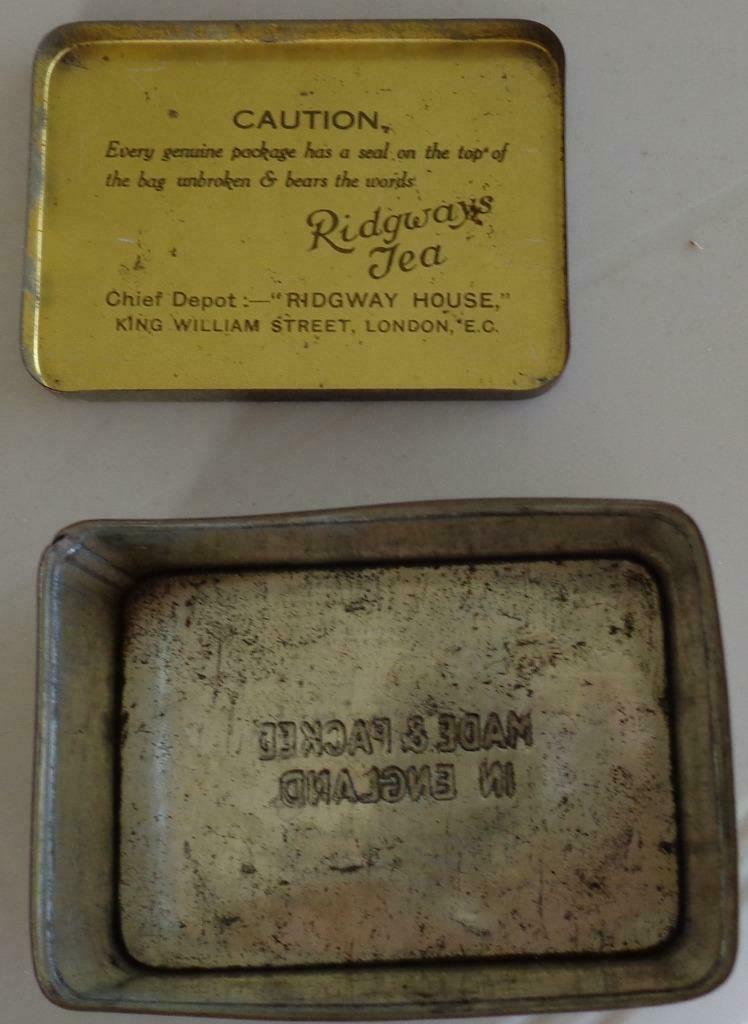 CAUTION.
Every genuine package has a seal on the top of
the bag unbroken & bears the words
Ridgways
Tea
Chief Depot:—"RIDGWAY HOUSE,"
KING WILLIAM STREET, LONDON, E.C.
MADE & PACKED
IN ENGLAND